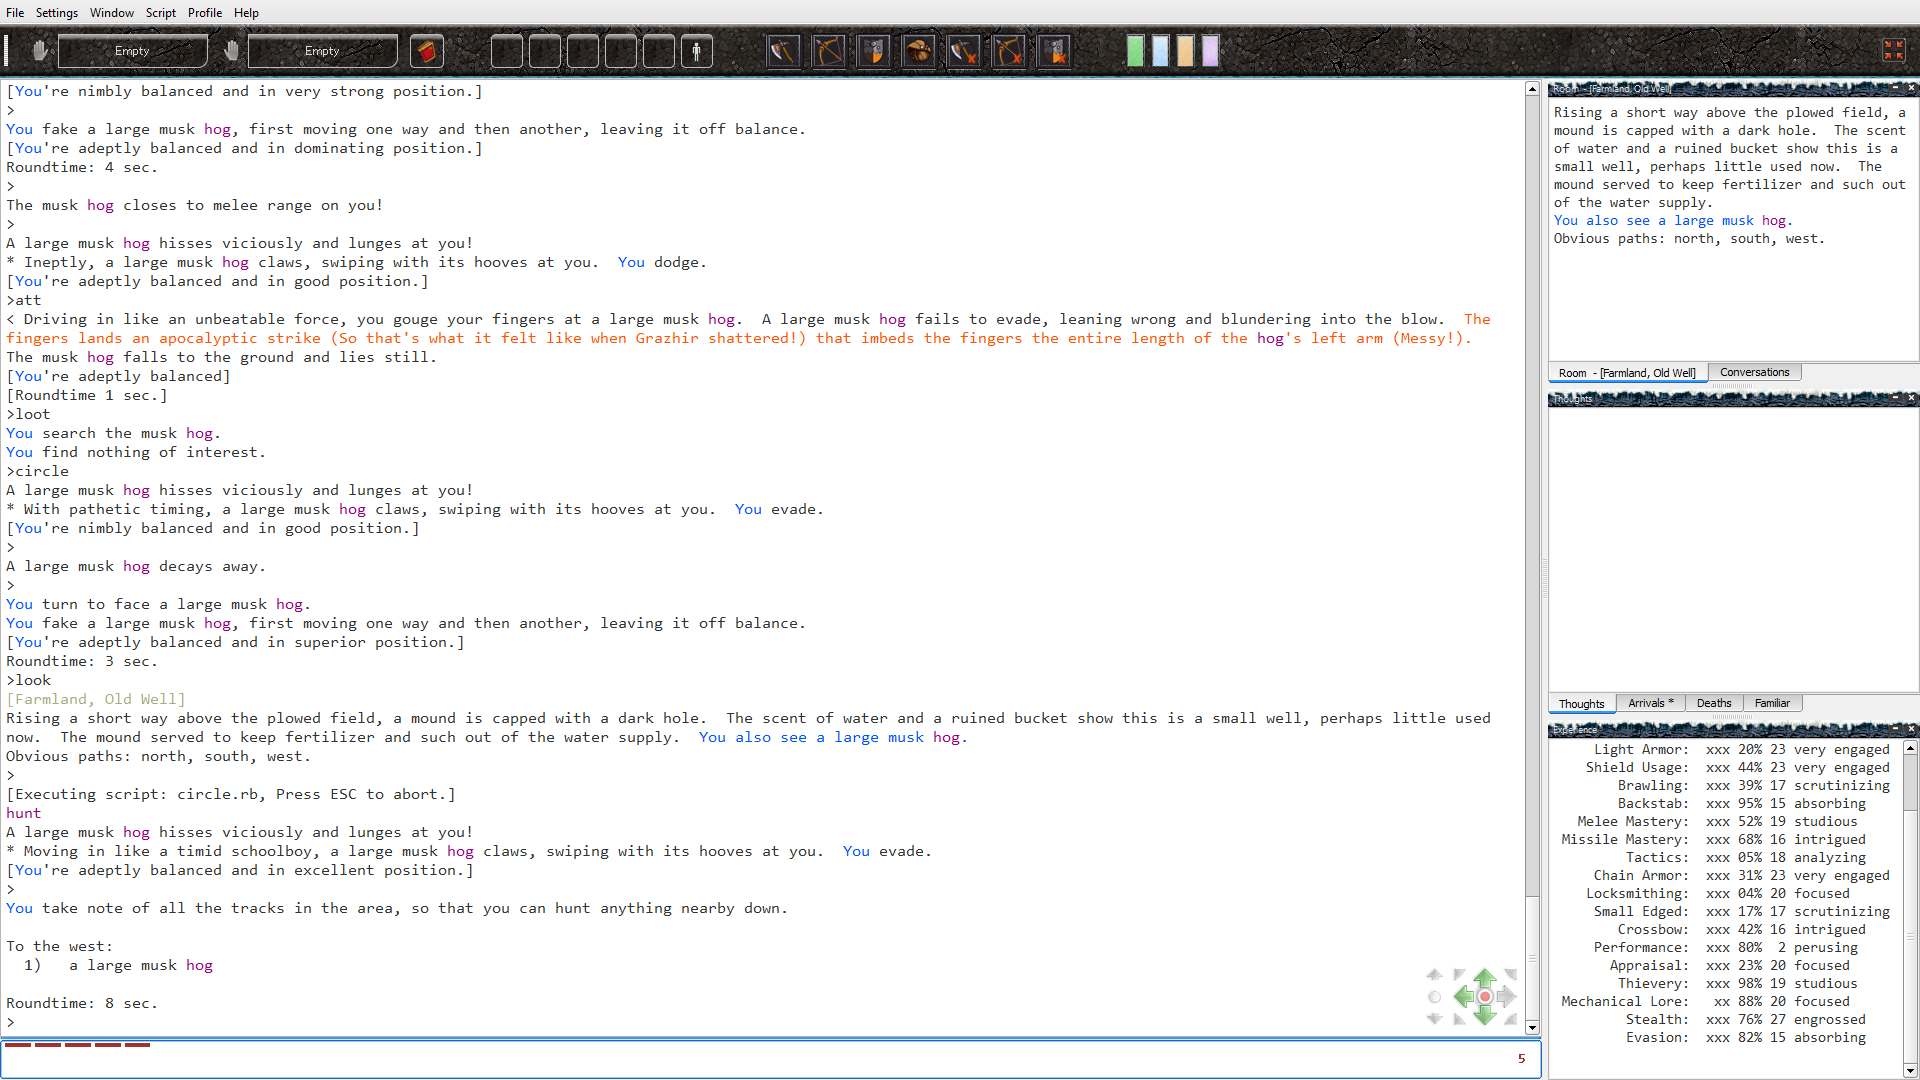 File Settings Window Script Profile Help
Empty Empty
[You're nimbly balanced and in very strong position.]
>
You fake a large musk hog, first moving one way and then another, leaving it off balance.
[You're adeptly balanced and in dominating position.]
Roundtime: 4 sec.
>
The musk hog closes to melee range on you!
>
A large musk hog hisses viciously and lunges at you!
* Ineptly, a large musk hog claws, swiping with its hooves at you.  You dodge.
[You're adeptly balanced and in good position.]
>att
< Driving in like an unbeatable force, you gouge your fingers at a large musk hog.  A large musk hog fails to evade, leaning wrong and blundering into the blow.  The
fingers lands an apocalyptic strike (So that's what it felt like when Grazhir shattered!) that imbeds the fingers the entire length of the hog's left arm (Messy!).
The musk hog falls to the ground and lies still.
[You're adeptly balanced]
[Roundtime 1 sec.]
>loot
You search the musk hog.
You find nothing of interest.
>circle
A large musk hog hisses viciously and lunges at you!
* With pathetic timing, a large musk hog claws, swiping with its hooves at you.  You evade.
[You're nimbly balanced and in good position.]
>
A large musk hog decays away.
>
You turn to face a large musk hog.
You fake a large musk hog, first moving one way and then another, leaving it off balance.
[You're adeptly balanced and in superior position.]
Roundtime: 3 sec.
>look
[Farmland, Old Well]
Rising a short way above the plowed field, a mound is capped with a dark hole.  The scent of water and a ruined bucket show this is a small well, perhaps little used
now.  The mound served to keep fertilizer and such out of the water supply.  You also see a large musk hog.
Obvious paths: north, south, west.
>
[Executing script: circle.rb, Press ESC to abort.]
hunt
A large musk hog hisses viciously and lunges at you!
* Moving in like a timid schoolboy, a large musk hog claws, swiping with its hooves at you.  You evade.
[You're adeptly balanced and in excellent position.]
>
You take note of all the tracks in the area, so that you can hunt anything nearby down.
To the west:
1)   a large musk hog
Roundtime: 8 sec.
>
5
Room - [Farmland, Old Well]
Rising a short way above the plowed field, a
mound is capped with a dark hole.  The scent
of water and a ruined bucket show this is a
small well, perhaps little used now.  The
mound served to keep fertilizer and such out
of the water supply.
You also see a large musk hog.
Obvious paths: north, south, west.
Room - [Farmland, Old Well] Conversations
Thoughts
Thoughts Arrivals * Deaths Familiar
Experience
Light Armor:  xxx 20% 23 very engaged
Shield Usage:  xxx 44% 23 very engaged
Brawling:  xxx 39% 17 scrutinizing
Backstab:  xxx 95% 15 absorbing
Melee Mastery:  xxx 52% 19 studious
Missile Mastery:  xxx 68% 16 intrigued
Tactics:  xxx 05% 18 analyzing
Chain Armor:  xxx 31% 23 very engaged
Locksmithing:  xxx 04% 20 focused
Small Edged:  xxx 17% 17 scrutinizing
Crossbow:  xxx 42% 16 intrigued
Performance:  xxx 80%  2 perusing
Appraisal:  xxx 23% 20 focused
Thievery:  xxx 98% 19 studious
Mechanical Lore:   xx 88% 20 focused
Stealth:  xxx 76% 27 engrossed
Evasion:  xxx 82% 15 absorbing